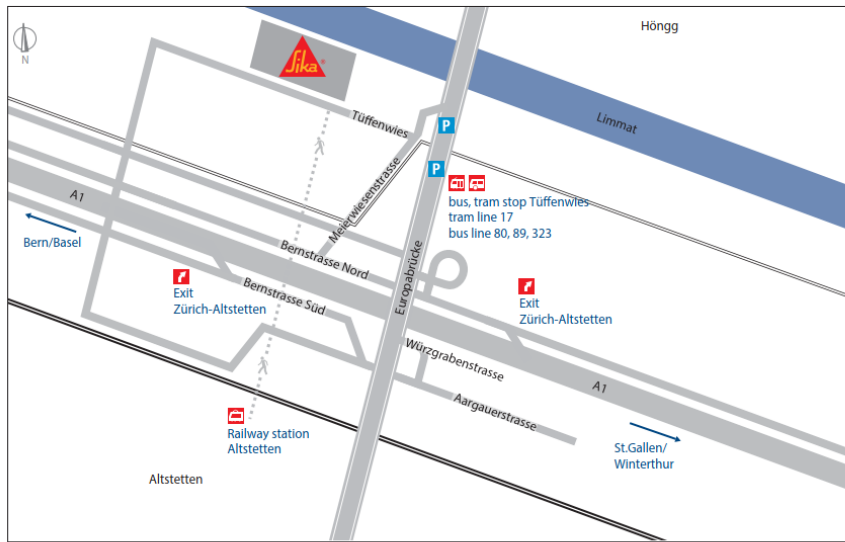 Höngg
N
Sika
Limmat
Tüffenwies
P
P
Meierwiesenstrasse
bus, tram stop Tüffenwies
tram line 17
bus line 80, 89, 323
A1
Bern/Basel
Bernstrasse Nord
Europabrücke
Exit
Zürich-Altstetten
Bernstrasse Süd
Exit
Zürich-Altstetten
Würzgrabenstrasse
A1
Aargauerstrasse
Railway station
Altstetten
St.Gallen/
Winterthur
Altstetten